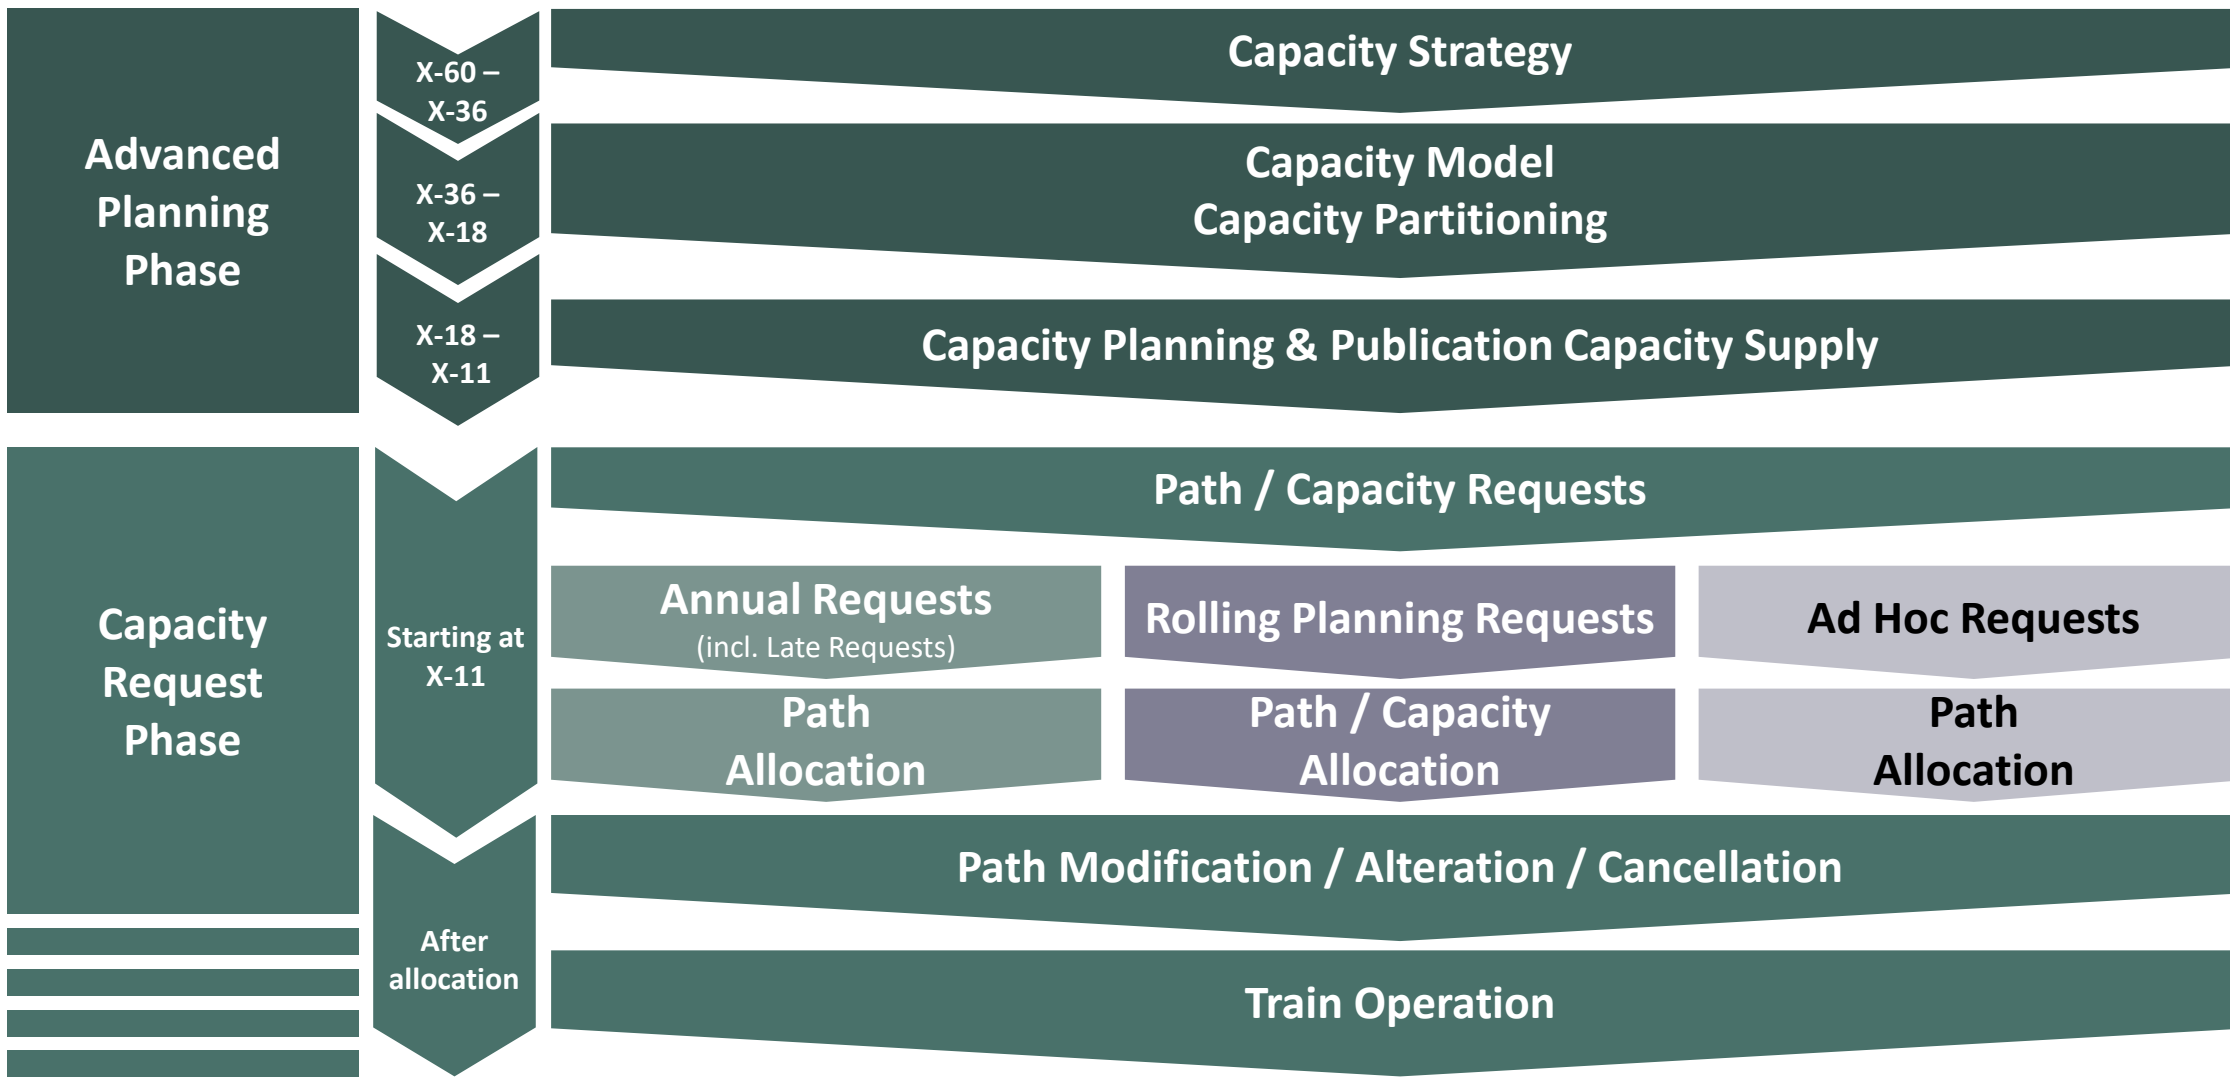 Advanced
Planning
Phase
X-60 –
X-36
Capacity Strategy
X-36 –
X-18
Capacity Model
Capacity Partitioning
X-18 –
X-11
Capacity Planning & Publication Capacity Supply
Capacity
Request
Phase
Starting at
X-11
Path / Capacity Requests
Annual Requests
(incl. Late Requests)
Rolling Planning Requests
Ad Hoc Requests
Path
Allocation
Path / Capacity
Allocation
Path
Allocation
After
allocation
Path Modification / Alteration / Cancellation
Train Operation